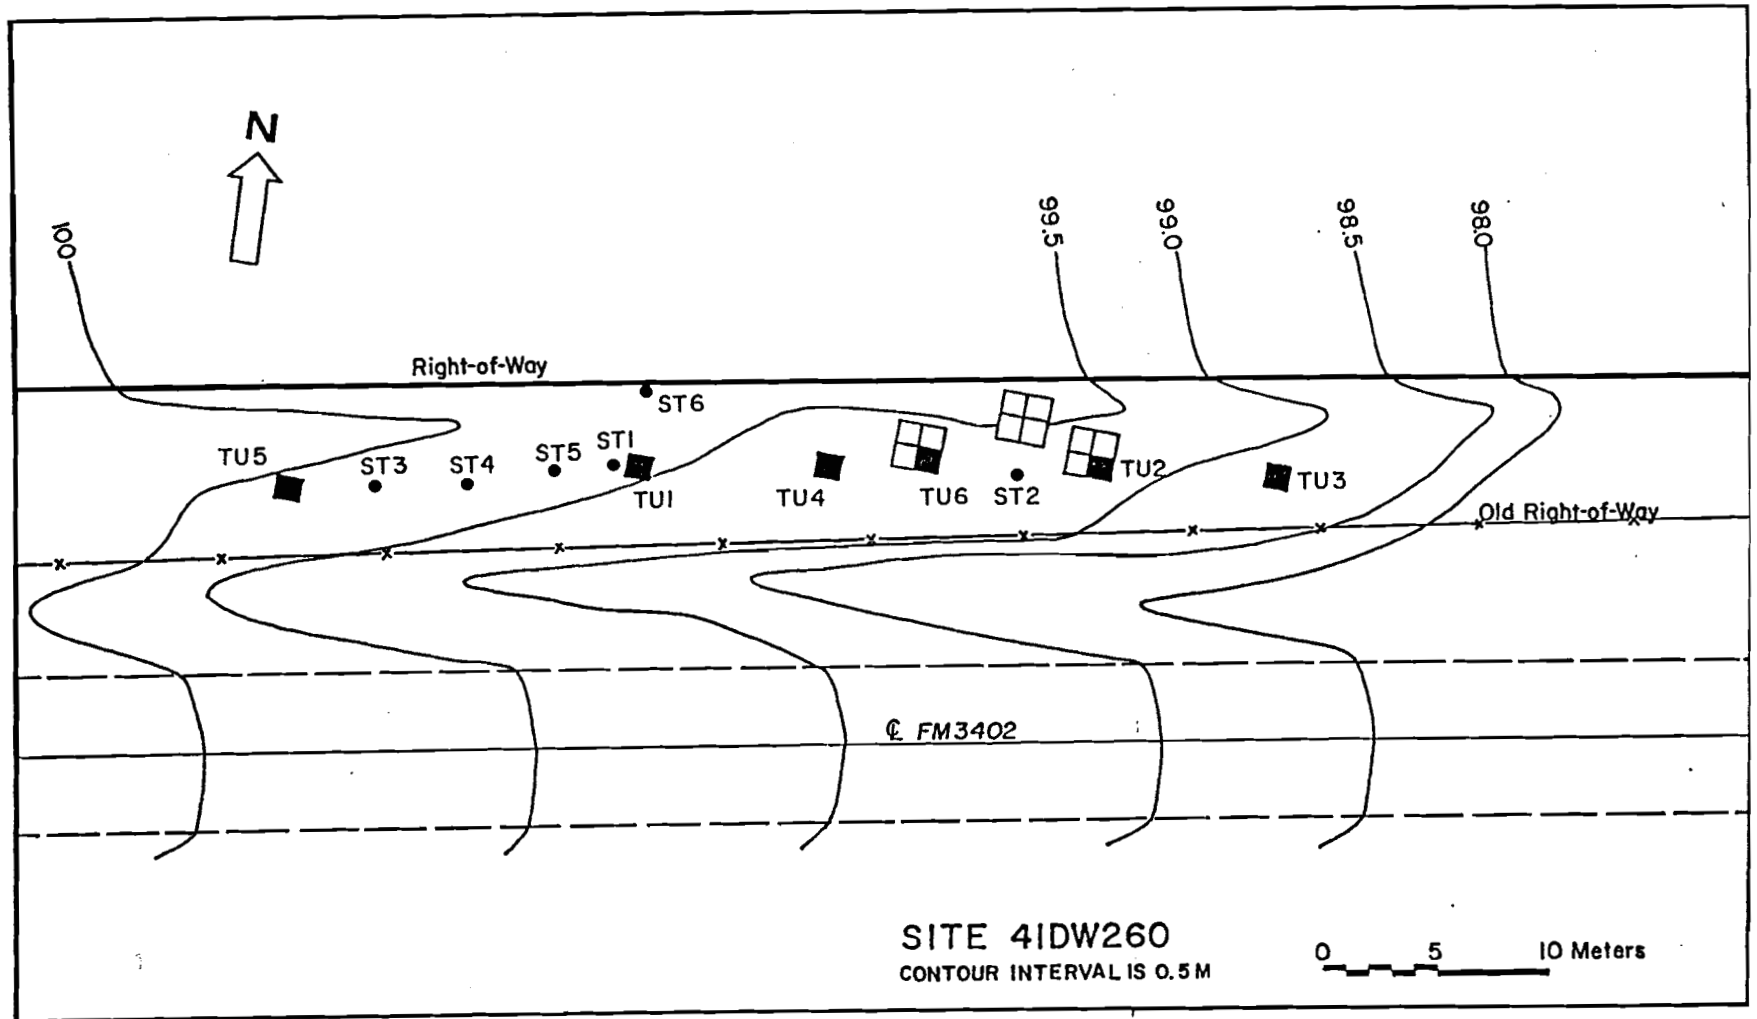 N
100
99.5
99.0
98.5
98.0
Right-of-Way
ST6
TU5
ST3
ST4
ST5
ST1
TU1
TU4
TU6
ST2
TU2
TU3
Old Right-of-Way
℄ FM3402
SITE 41DW260
CONTOUR INTERVAL IS 0.5 M
0 5 10 Meters